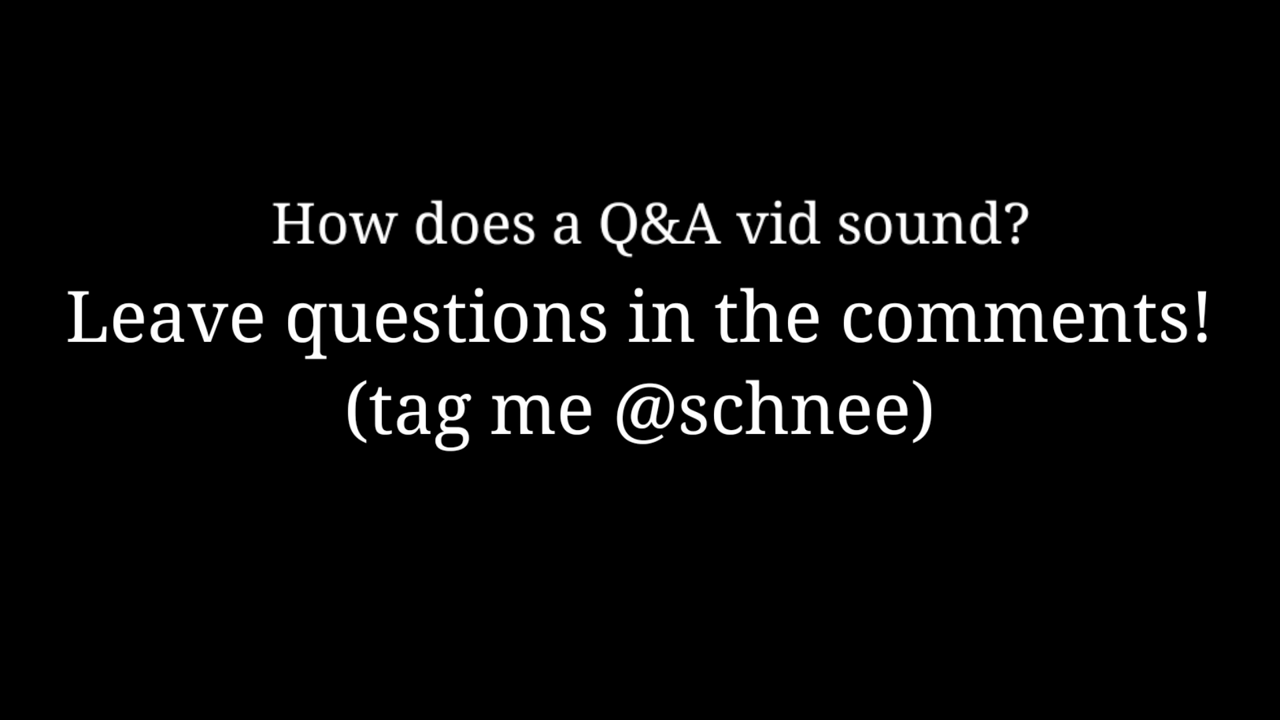 How does a Q&A vid sound?
Leave questions in the comments!
(tag me @schnee)